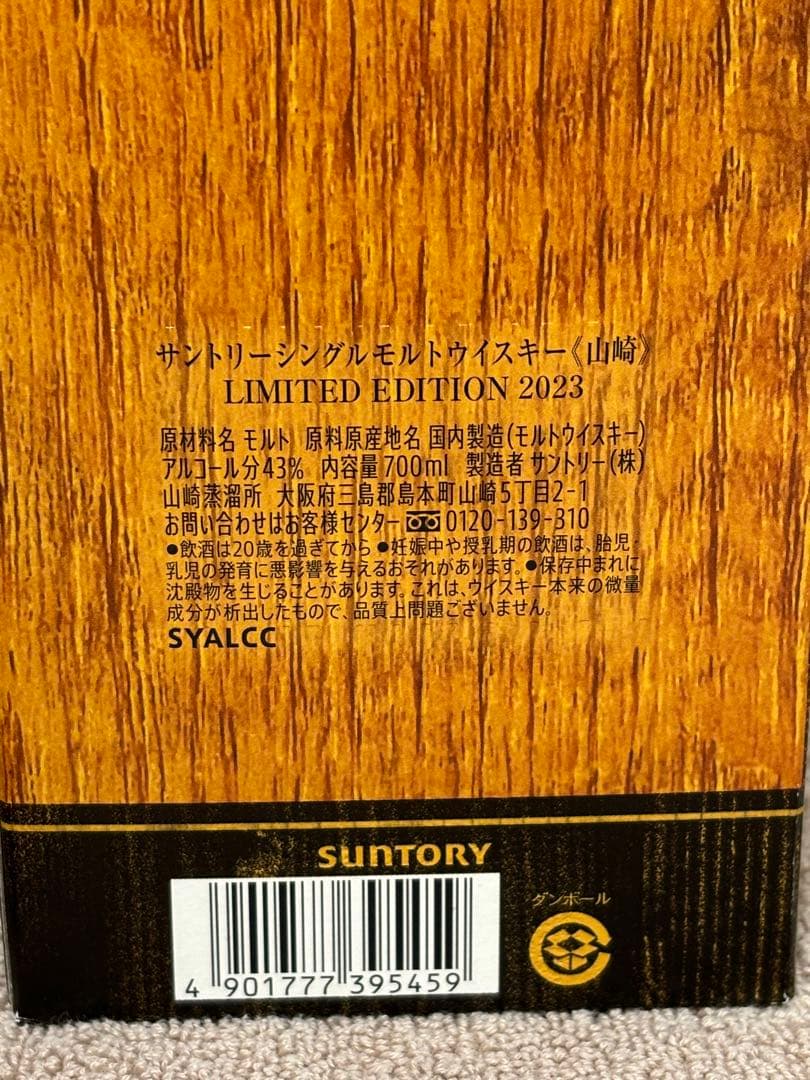 サントリーシングルモルトウイスキー《山崎》
LIMITED EDITION 2023
原材料名 モルト 原料原産地名 国内製造(モルトウイスキー)
アルコール分43% 内容量700ml 製造者 サントリー(株)
山崎蒸溜所 大阪府三島郡島本町山崎5丁目2-1
お問い合わせはお客様センター 0120-139-310
●飲酒は20歳を過ぎてから ●妊娠中や授乳期の飲酒は、胎児・
乳児の発育に悪影響を与えるおそれがあります。●保存中まれに
沈殿物を生じることがあります。これは、ウイスキー本来の微量
成分が析出したもので、品質上問題ございません。
SYALCC
SUNTORY
ダンボール
4 901777 395459